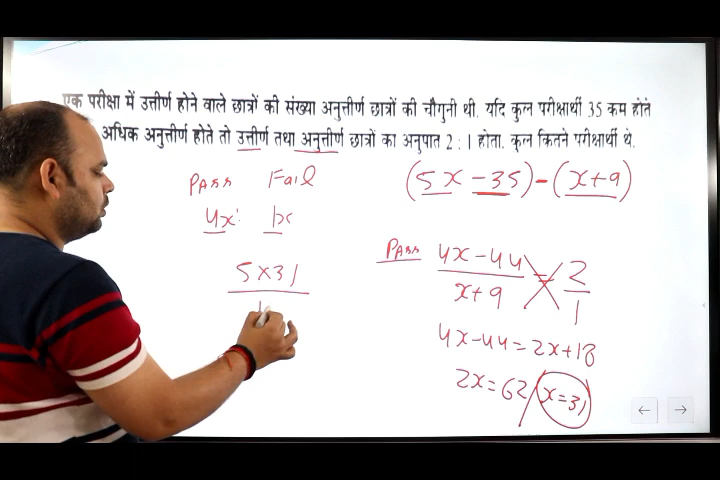 एक परीक्षा में उत्तीर्ण होने वाले छात्रों की संख्या अनुत्तीर्ण छात्रों की चौगुनी थी. यदि कुल परीक्षार्थी 35 कम होते
अधिक अनुत्तीर्ण होते तो उत्तीर्ण तथा अनुत्तीर्ण छात्रों का अनुपात 2 : 1 होता. कुल कितने परीक्षार्थी थे.
Pass Fail
(5x - 35) - (x+9)
4x : 1x
Pass
4x-44 / x+9 = 2/1
5x31
4x-44 = 2x+18
2x = 62 / x = 31